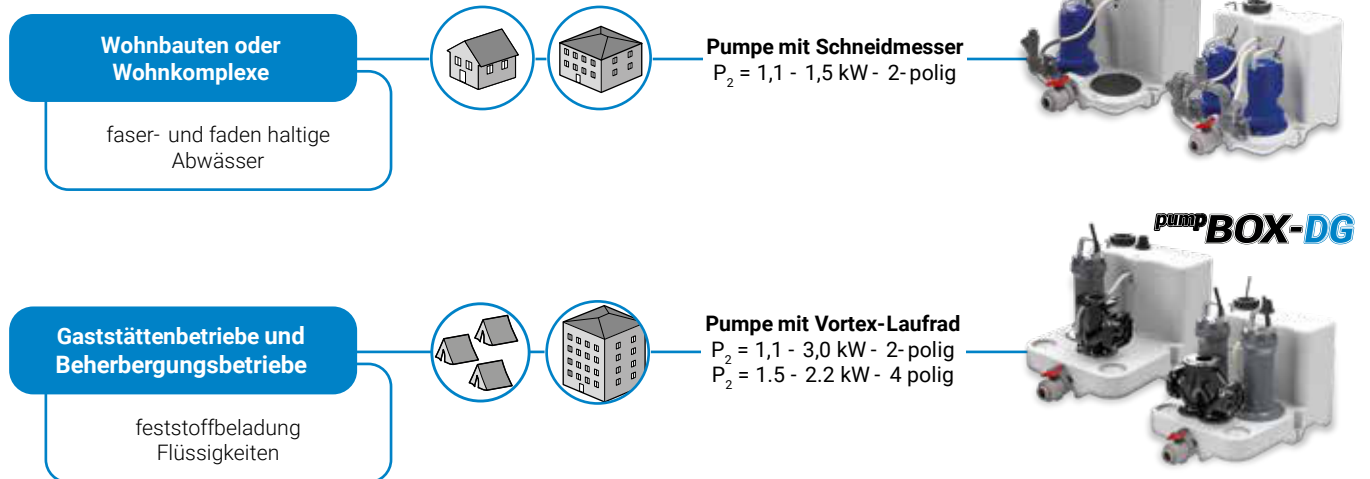 Wohnbauten oder
Wohnkomplexe
faser- und faden haltige
Abwässer
Pumpe mit Schneidmesser
P2 = 1,1 - 1,5 kW - 2-polig
pumpBOX-DG
Gaststättenbetriebe und
Beherbergungsbetriebe
feststoffbeladung
Flüssigkeiten
Pumpe mit Vortex-Laufrad
P2 = 1,1 - 3,0 kW - 2-polig
P2 = 1.5 - 2.2 kW - 4 polig